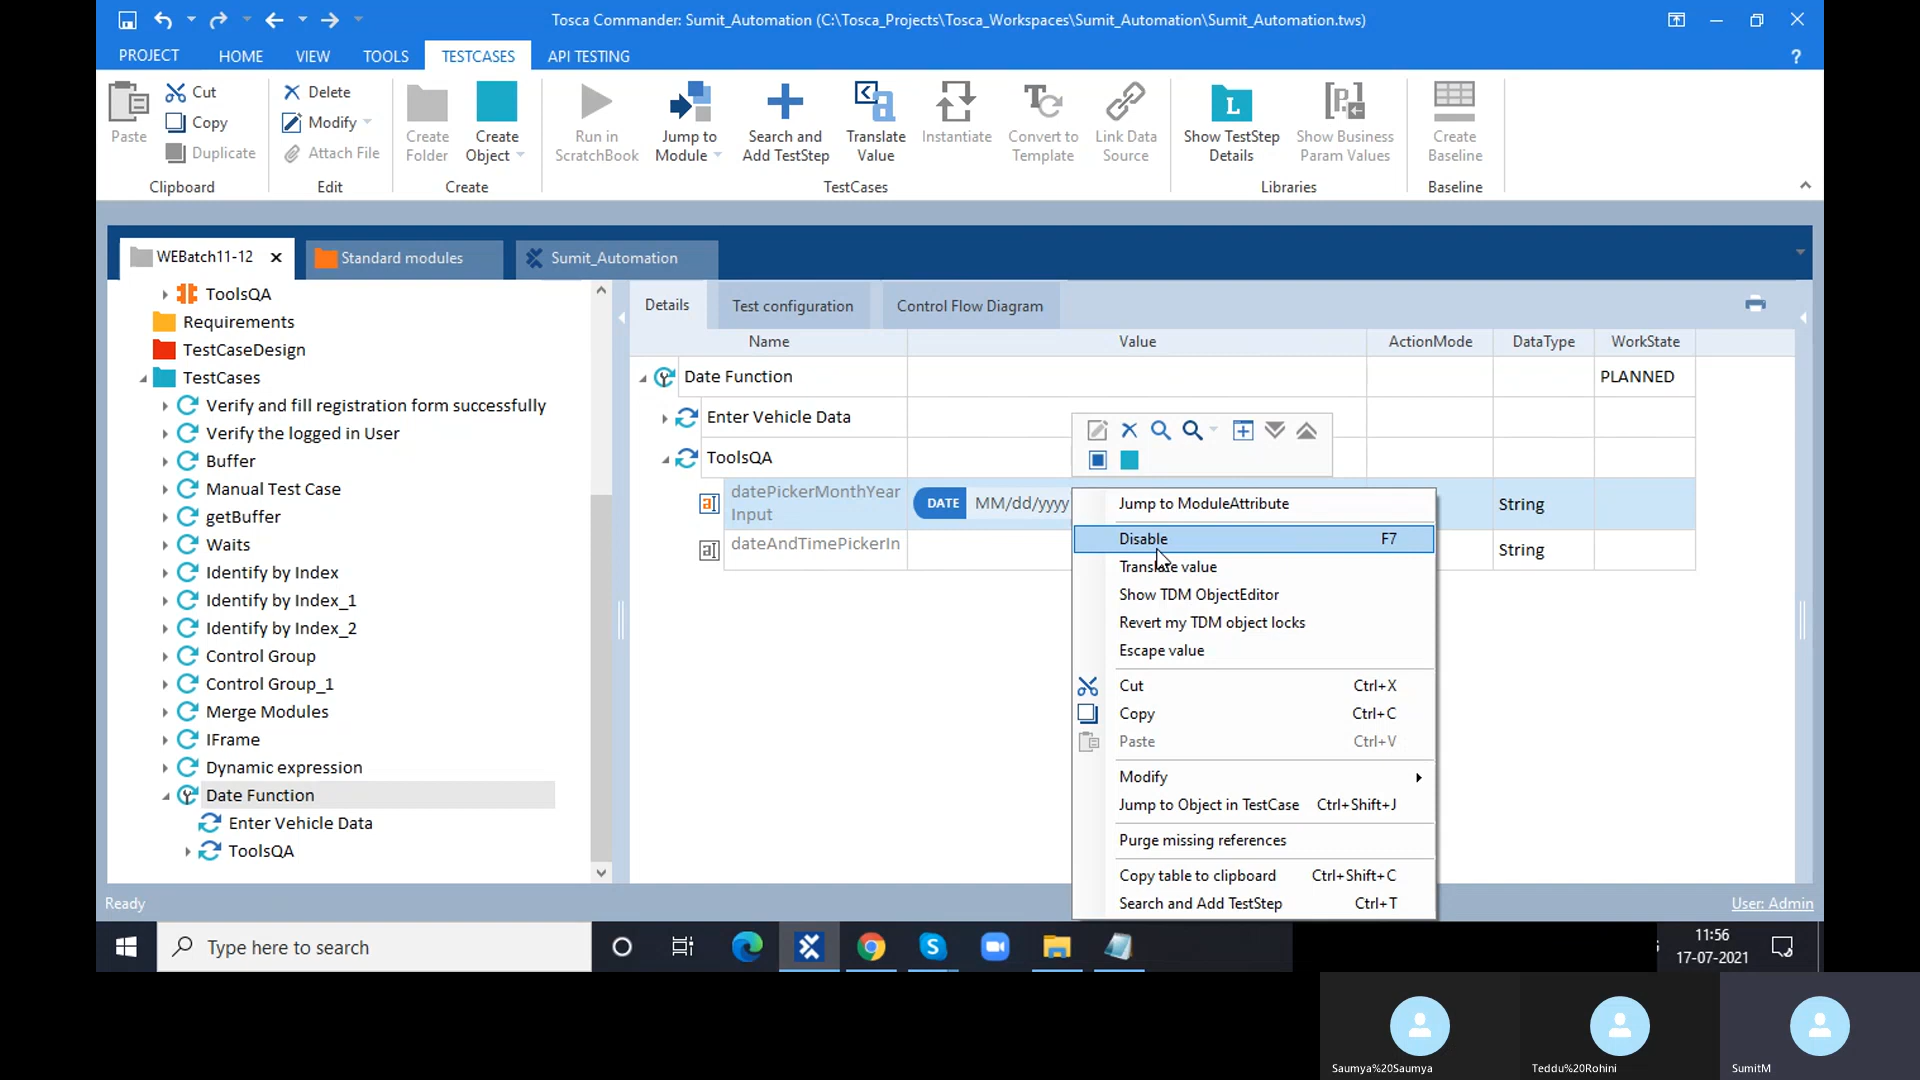 Tosca Commander: Sumit_Automation (C:\Tosca_Projects\Tosca_Workspaces\Sumit_Automation\Sumit_Automation.tws)
PROJECT HOME VIEW TOOLS TESTCASES API TESTING ?
Paste
Cut
Copy
Duplicate
Clipboard
Delete
Modify
Attach File
Edit
Create
Folder
Create
Object
Create
Run in
ScratchBook
Jump to
Module
Search and
Add TestStep
Translate
Value
Instantiate
Convert to
Template
Link Data
Source
TestCases
Show TestStep
Details
Show Business
Param Values
Libraries
Create
Baseline
Baseline
WEBatch11-12 Standard modules Sumit_Automation
ToolsQA
Requirements
TestCaseDesign
TestCases
Verify and fill registration form successfully
Verify the logged in User
Buffer
Manual Test Case
getBuffer
Waits
Identify by Index
Identify by Index_1
Identify by Index_2
Control Group
Control Group_1
Merge Modules
IFrame
Dynamic expression
Date Function
Enter Vehicle Data
ToolsQA
Details Test configuration Control Flow Diagram
Name Value ActionMode DataType WorkState
Date Function PLANNED
Enter Vehicle Data
ToolsQA
datePickerMonthYear
Input
DATE MM/dd/yyyy String
dateAndTimePickerIn String
Jump to ModuleAttribute
Disable F7
Translate value
Show TDM ObjectEditor
Revert my TDM object locks
Escape value
Cut Ctrl+X
Copy Ctrl+C
Paste Ctrl+V
Modify
Jump to Object in TestCase Ctrl+Shift+J
Purge missing references
Copy table to clipboard Ctrl+Shift+C
Search and Add TestStep Ctrl+T
Ready User: Admin
Type here to search
11:56
17-07-2021
Saumya%20Saumya Teddu%20Rohini SumitM